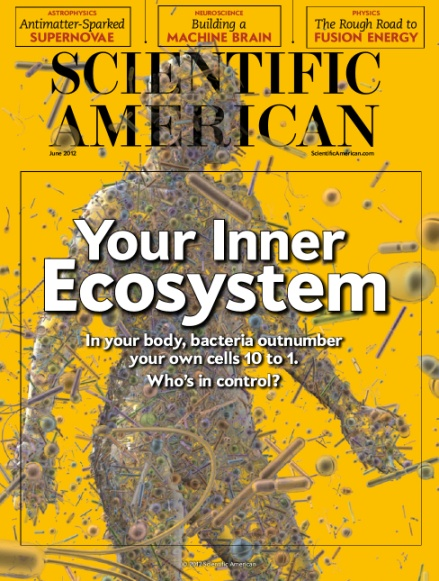 ASTROPHYSICS
Antimatter-Sparked
SUPERNOVAE
NEUROSCIENCE
Building a
MACHINE BRAIN
PHYSICS
The Rough Road to
FUSION ENERGY
SCIENTIFIC
AMERICAN
June 2012
ScientificAmerican.com
Your Inner
Ecosystem
In your body, bacteria outnumber
your own cells 10 to 1.
Who's in control?
© 2012 Scientific American